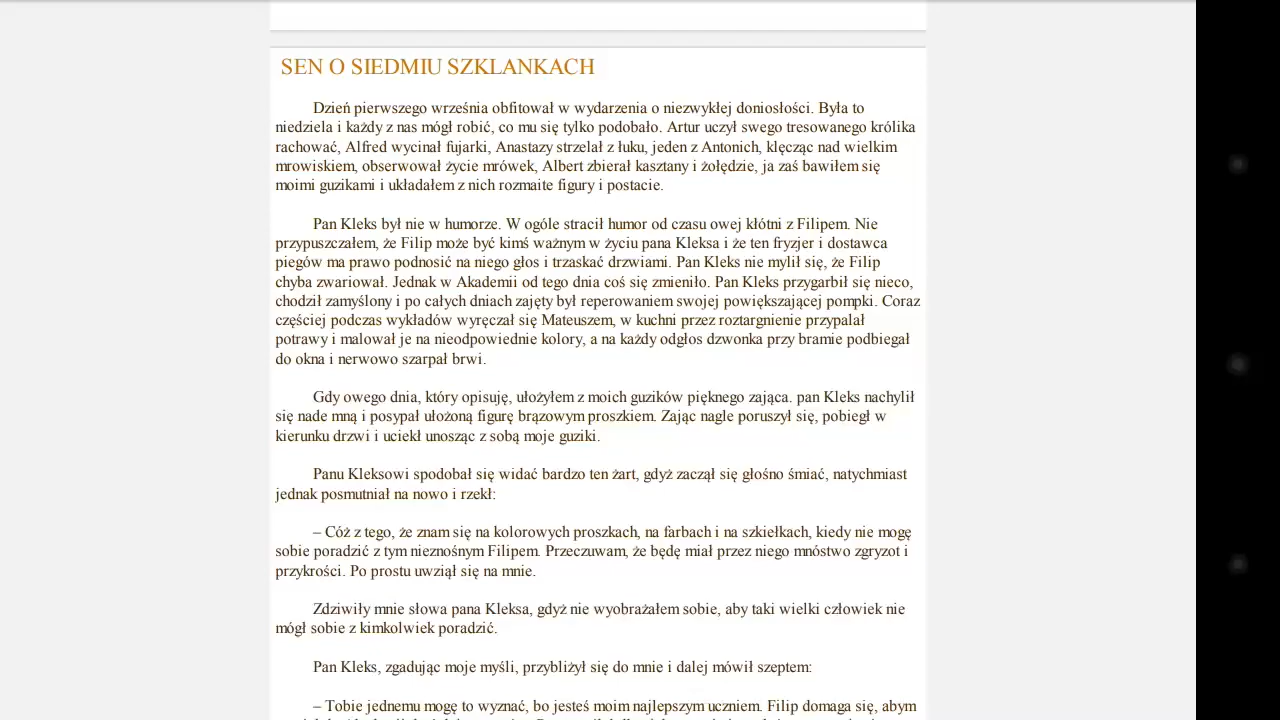 SEN O SIEDMIU SZKLANKACH
Dzień pierwszego września obfitował w wydarzenia o niezwykłej doniosłości. Była to
niedziela i każdy z nas mógł robić, co mu się tylko podobało. Artur uczył swego tresowanego królika
rachować, Alfred wycinał fujarki, Anastazy strzelał z łuku, jeden z Antonich, klęcząc nad wielkim
mrowiskiem, obserwował życie mrówek, Albert zbierał kasztany i żołędzie, ja zaś bawiłem się
moimi guzikami i układałem z nich rozmaite figury i postacie.
Pan Kleks był nie w humorze. W ogóle stracił humor od czasu owej kłótni z Filipem. Nie
przypuszczałem, że Filip może być kimś ważnym w życiu pana Kleksa i że ten fryzjer i dostawca
piegów ma prawo podnosić na niego głos i trzaskać drzwiami. Pan Kleks nie mylił się, że Filip
chyba zwariował. Jednak w Akademii od tego dnia coś się zmieniło. Pan Kleks przygarbił się nieco,
chodził zamyślony i po całych dniach zajęty był reperowaniem swojej powiększającej pompki. Coraz
częściej podczas wykładów wyręczał się Mateuszem, w kuchni przez roztargnienie przypalał
potrawy i malował je na nieodpowiednie kolory, a na każdy odgłos dzwonka przy bramie podbiegał
do okna i nerwowo szarpał brwi.
Gdy owego dnia, który opisuję, ułożyłem z moich guzików pięknego zająca. pan Kleks nachylił
się nade mną i posypał ułożoną figurę brązowym proszkiem. Zając nagle poruszył się, pobiegł w
kierunku drzwi i uciekł unosząc z sobą moje guziki.
Panu Kleksowi spodobał się widać bardzo ten żart, gdyż zaczął się głośno śmiać, natychmiast
jednak posmutniał na nowo i rzekł:
– Cóż z tego, że znam się na kolorowych proszkach, na farbach i na szkiełkach, kiedy nie mogę
sobie poradzić z tym nieznośnym Filipem. Przeczuwam, że będę miał przez niego mnóstwo zgryzot i
przykrości. Po prostu uwziął się na mnie.
Zdziwiły mnie słowa pana Kleksa, gdyż nie wyobrażałem sobie, aby taki wielki człowiek nie
mógł sobie z kimkolwiek poradzić.
Pan Kleks, zgadując moje myśli, przybliżył się do mnie i dalej mówił szeptem:
– Tobie jednemu mogę to wyznać, bo jesteś moim najlepszym uczniem. Filip domaga się, abym